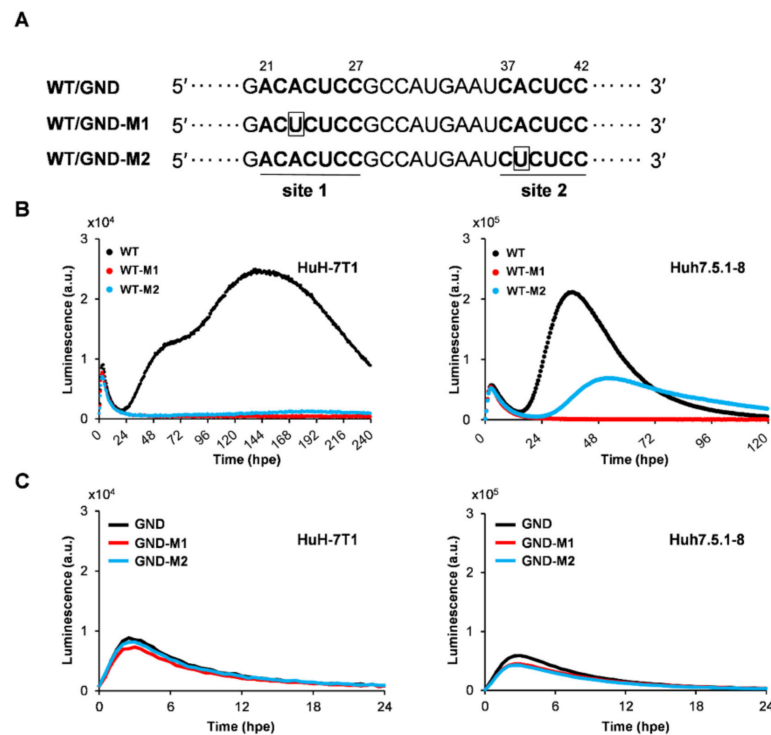 A
21 27 37 42
WT/GND 5′ ······ GACACUCCGCCAUGAAUCACUCC ······ 3′
WT/GND-M1 5′ ······ GACUCUCCGCCAUGAAUCACUCC ······ 3′
WT/GND-M2 5′ ······ GACACUCCGCCAUGAAUCUCUCC ······ 3′
site 1 site 2
B
x10⁴
3
2
1
0
Luminescence (a.u.)
WT
WT-M1
WT-M2
HuH-7T1
0 24 48 72 96 120 144 168 192 216 240
Time (hpe)
x10⁵
3
2
1
0
Luminescence (a.u.)
WT
WT-M1
WT-M2
Huh7.5.1-8
0 24 48 72 96 120
Time (hpe)
C
x10⁴
3
2
1
0
Luminescence (a.u.)
GND
GND-M1
GND-M2
HuH-7T1
0 6 12 18 24
Time (hpe)
x10⁵
3
2
1
0
Luminescence (a.u.)
GND
GND-M1
GND-M2
Huh7.5.1-8
0 6 12 18 24
Time (hpe)